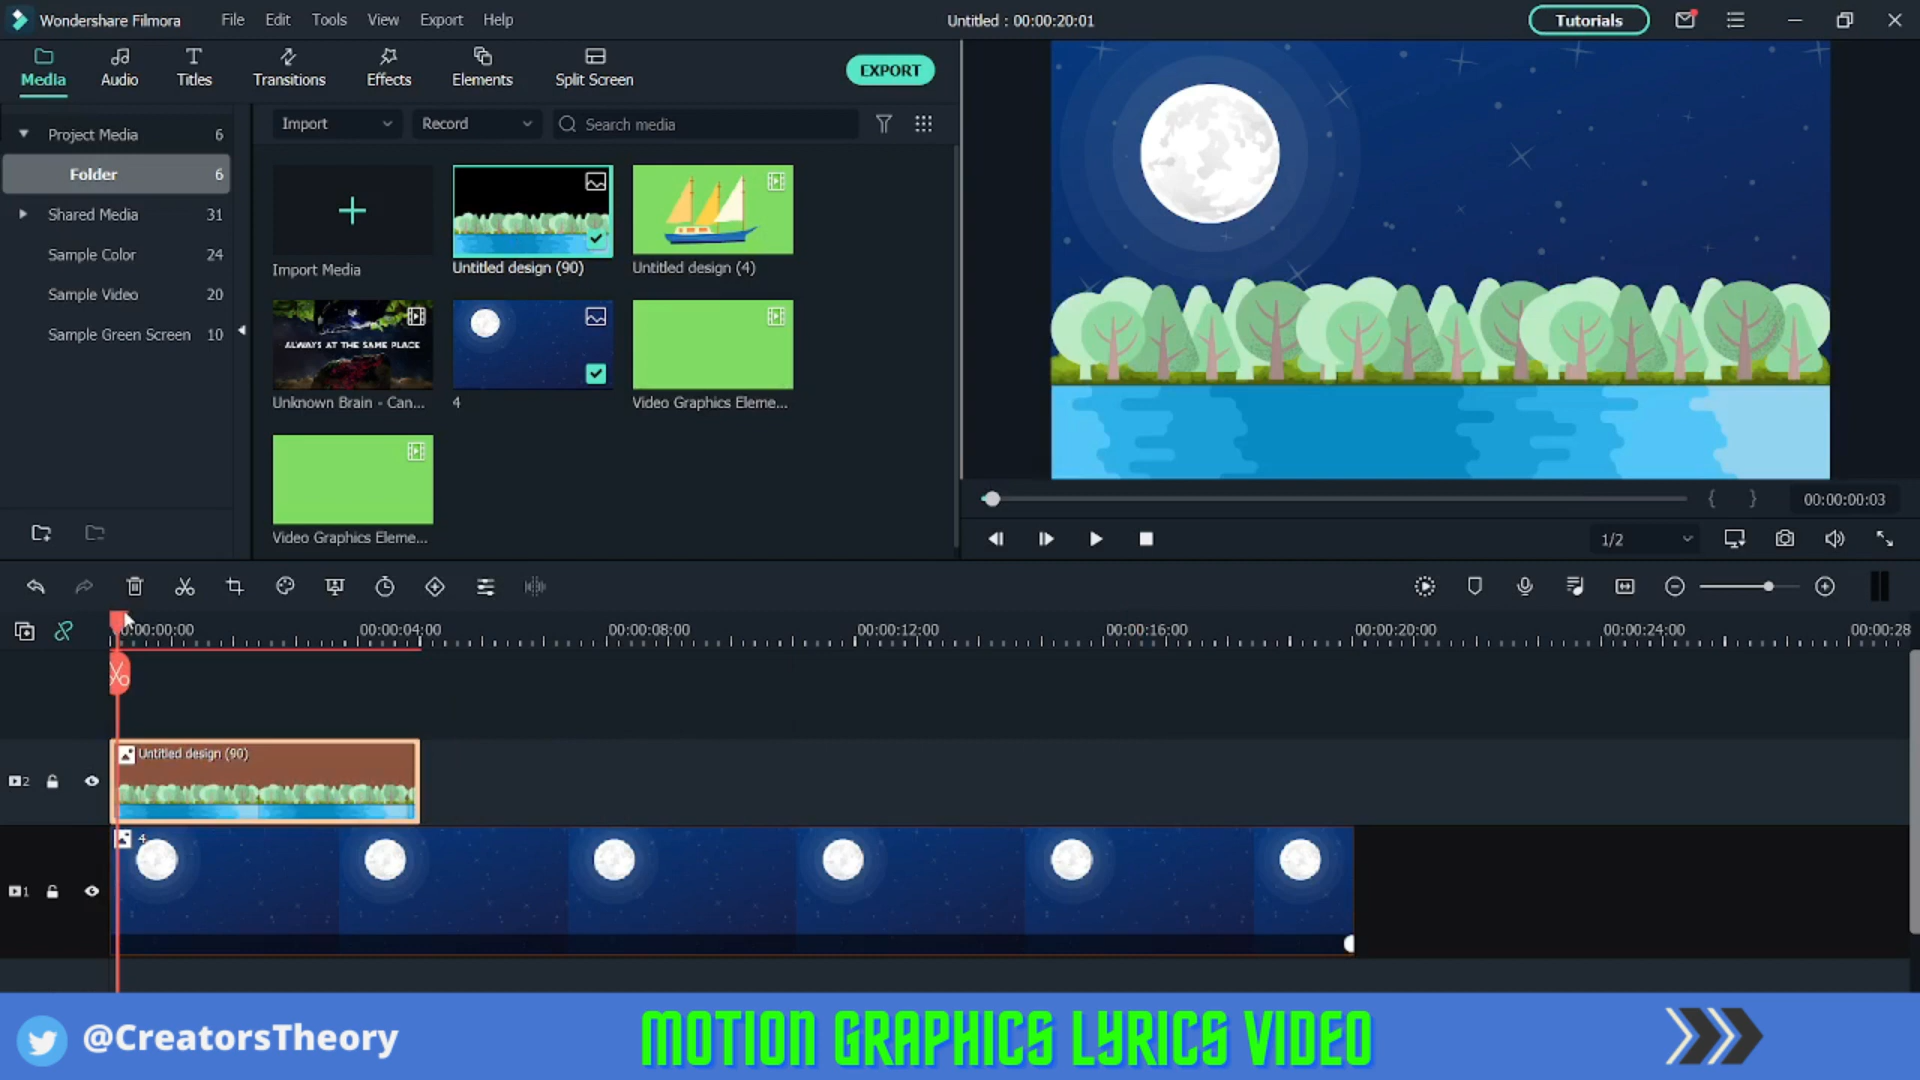 Wondershare Filmora File Edit Tools View Export Help Untitled : 00:00:20:01 Tutorials
Media Audio Titles Transitions Effects Elements Split Screen EXPORT
Import Record Search media
Project Media 6
Folder 6
Shared Media 31
Sample Color 24
Sample Video 20
Sample Green Screen 10
Import Media Untitled design (90) Untitled design (4)
ALWAYS AT THE SAME PLACE
Unknown Brain - Can... 4 Video Graphics Eleme...
Video Graphics Eleme...
00:00:00:03
1/2
00:00:00:00 00:00:04:00 00:00:08:00 00:00:12:00 00:00:16:00 00:00:20:00 00:00:24:00 00:00:28
Untitled design (90)
2
4
1
@CreatorsTheory MOTION GRAPHICS LYRICS VIDEO